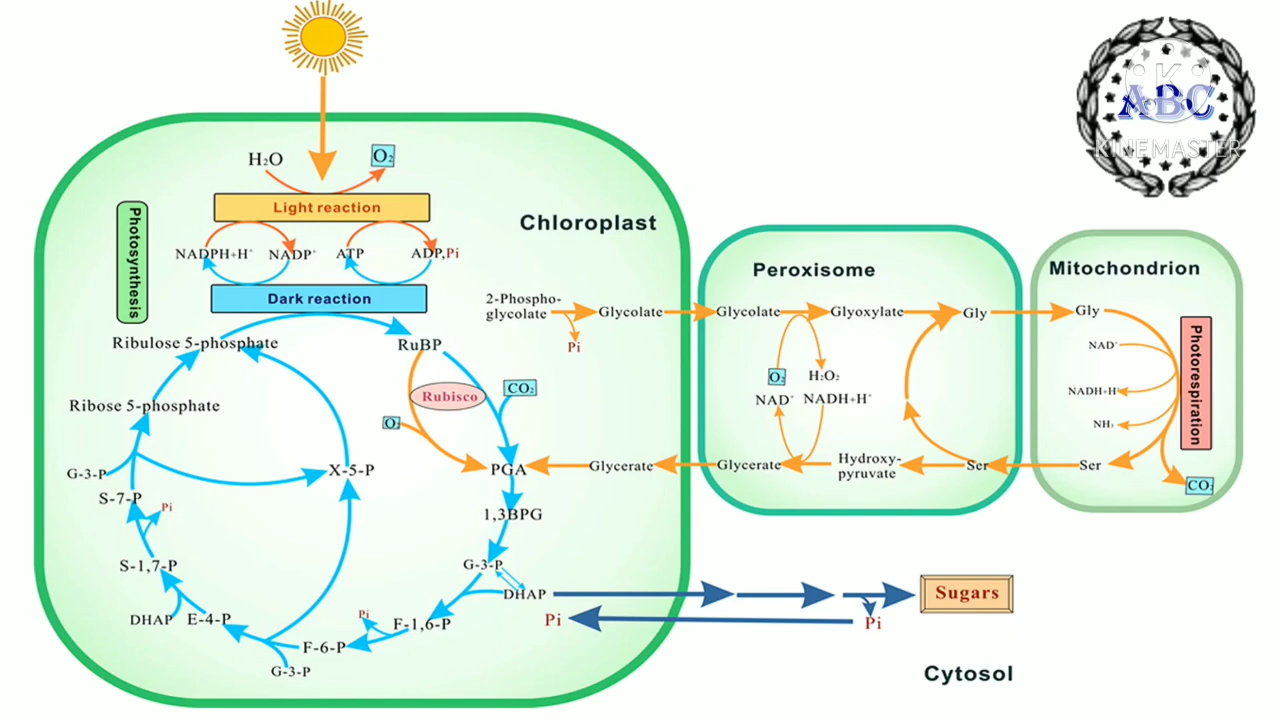 ABC
KINEMASTER
H₂O
O₂
Light reaction
Photosynthesis
NADPH+H⁺
NADP⁺
ATP
ADP,Pi
Dark reaction
Chloroplast
Ribulose 5-phosphate
RuBP
Ribose 5-phosphate
Rubisco
CO₂
O₂
G-3-P
X-5-P
PGA
S-7-P
Pi
1,3BPG
S-1,7-P
G-3-P
DHAP
DHAP
E-4-P
Pi
F-1,6-P
F-6-P
G-3-P
2-Phospho-
glycolate
Glycolate
Pi
Glycerate
Peroxisome
Glycolate
Glyoxylate
Gly
O₂
H₂O₂
NAD⁺
NADH+H⁺
Glycerate
Hydroxy-
pyruvate
Ser
Mitochondrion
Gly
NAD⁺
NADH+H⁺
NH₃
Ser
CO₂
Photorespiration
Sugars
Pi
Pi
Cytosol